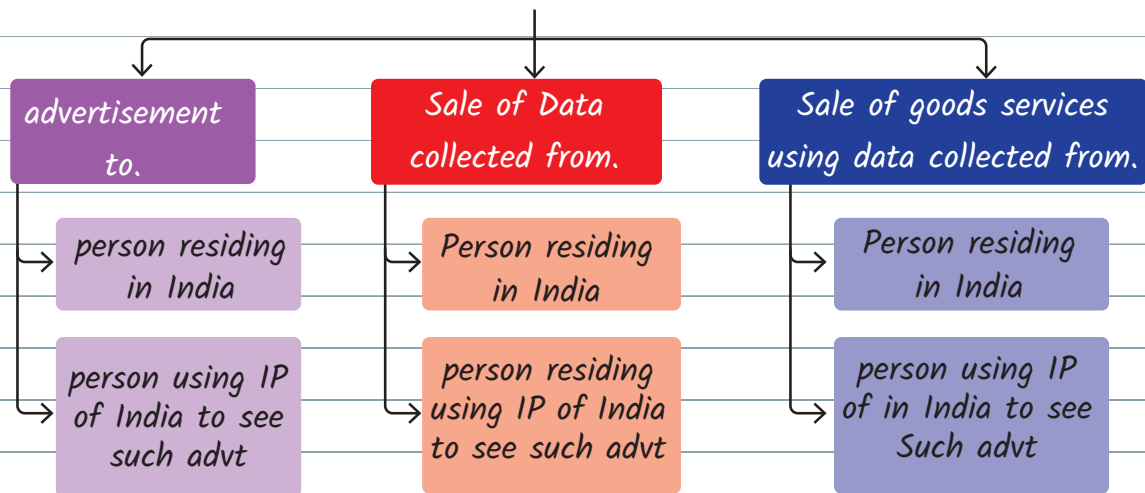 advertisement
to.
Sale of Data
collected from.
Sale of goods services
using data collected from.
person residing
in India
Person residing
in India
Person residing
in India
person using IP
of India to see
such advt
person residing
using IP of India
to see such advt
person using IP
of in India to see
Such advt